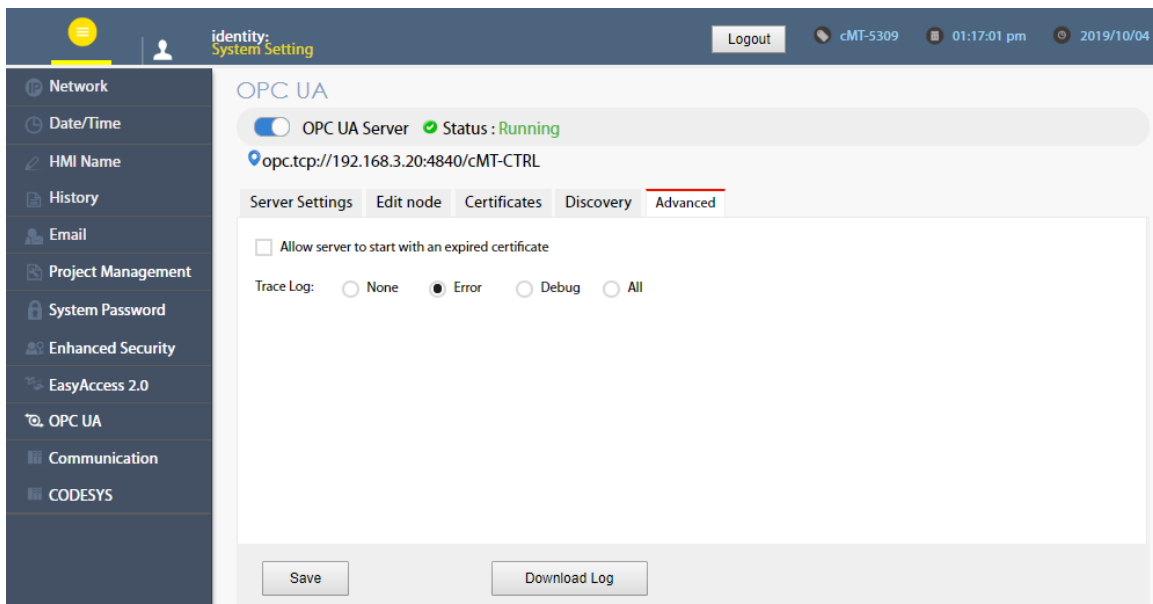 identity:
System Setting
Logout
cMT-5309
01:17:01 pm
2019/10/04
Network
Date/Time
HMI Name
History
Email
Project Management
System Password
Enhanced Security
EasyAccess 2.0
OPC UA
Communication
CODESYS
OPC UA
OPC UA Server Status : Running
opc.tcp://192.168.3.20:4840/cMT-CTRL
Server Settings Edit node Certificates Discovery Advanced
Allow server to start with an expired certificate
Trace Log: None Error Debug All
Save Download Log